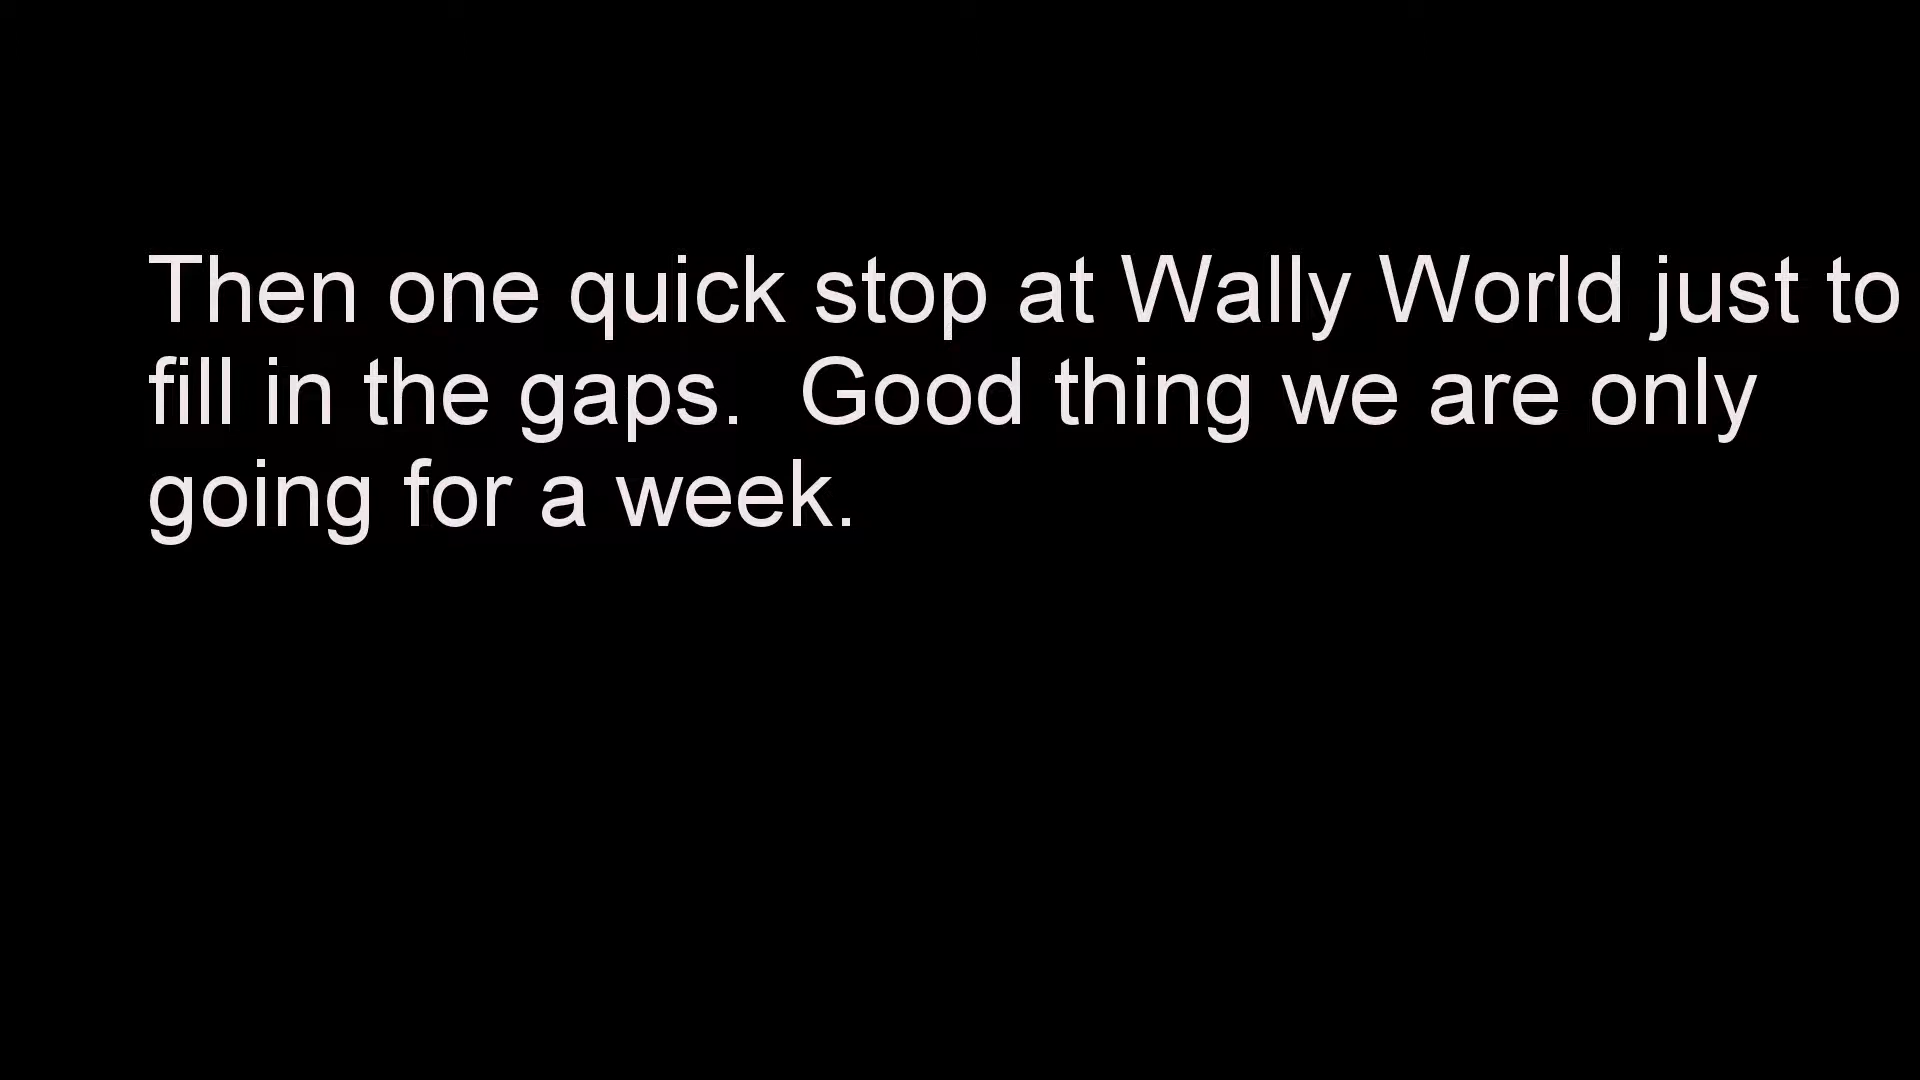 Then one quick stop at Wally World just to
fill in the gaps.  Good thing we are only
going for a week.